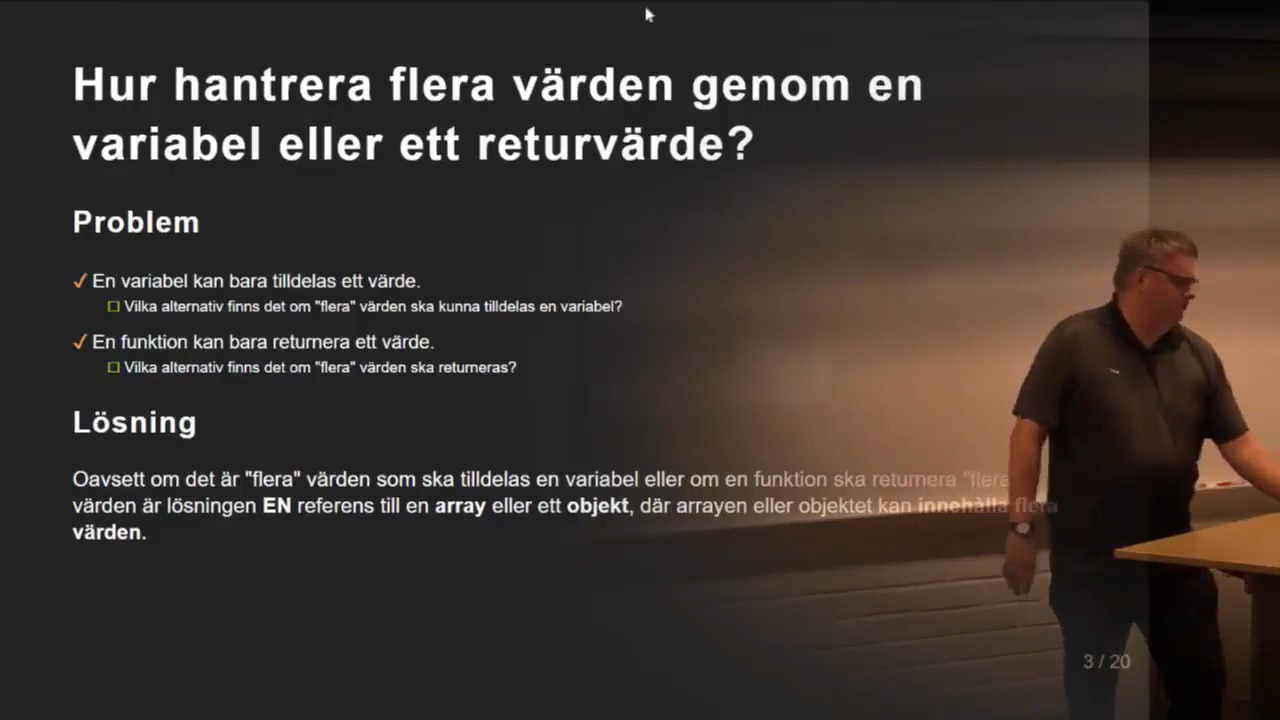 Hur hantrera flera värden genom en
variabel eller ett returvärde?
Problem
En variabel kan bara tilldelas ett värde.
Vilka alternativ finns det om "flera" värden ska kunna tilldelas en variabel?
En funktion kan bara returnera ett värde.
Vilka alternativ finns det om "flera" värden ska returneras?
Lösning
Oavsett om det är "flera" värden som ska tilldelas en variabel eller om en funktion ska returnera "flera
värden är lösningen EN referens till en array eller ett objekt, där arrayen eller objektet kan innehålla flera
värden.
3 / 20